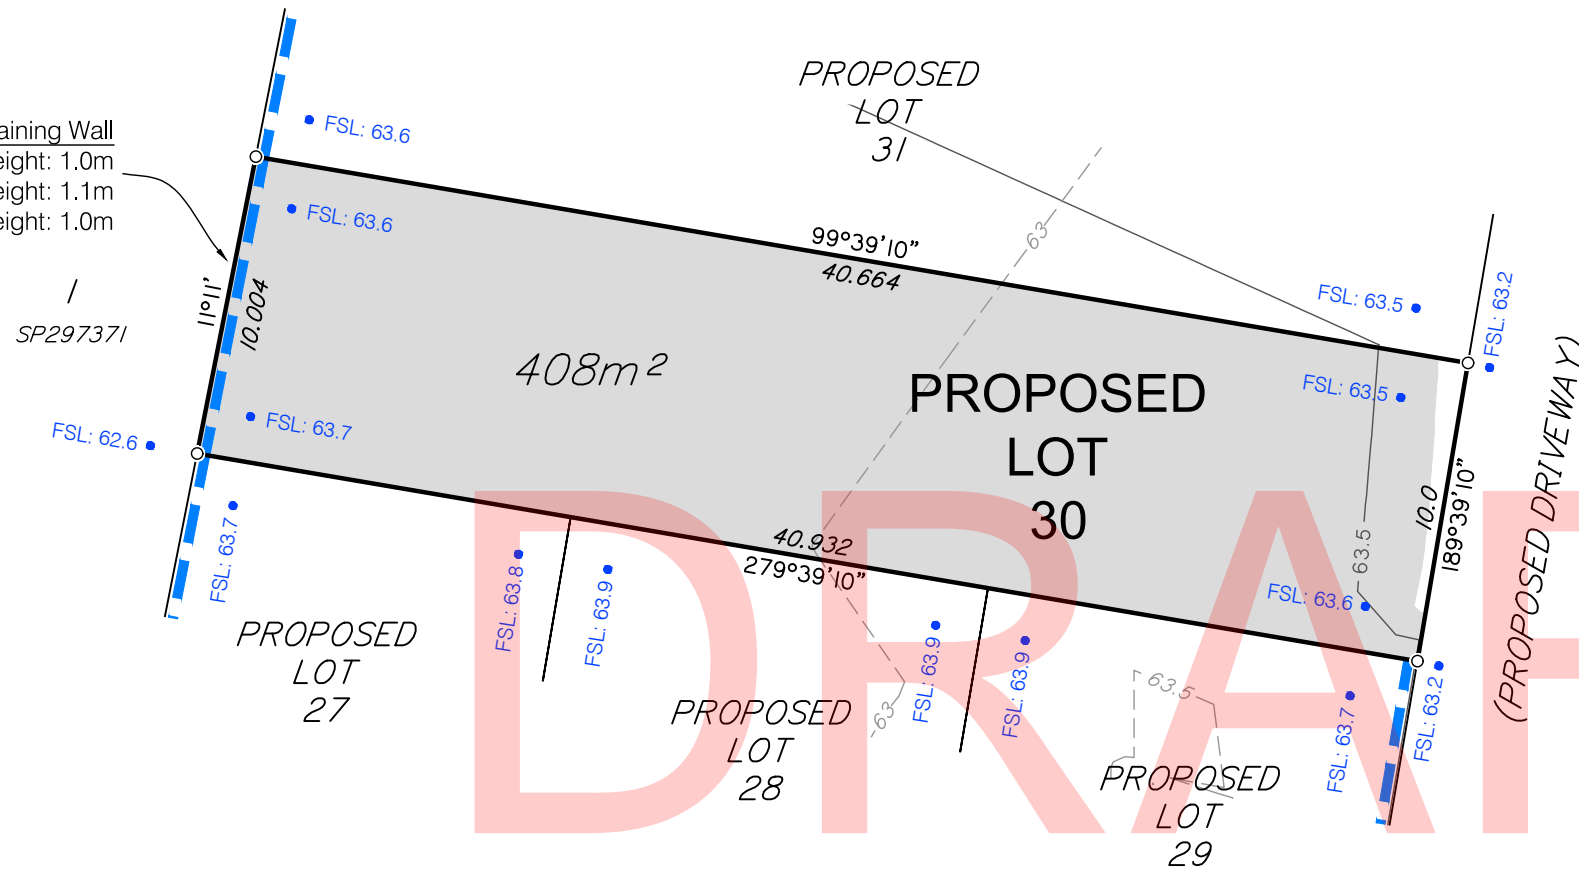 PROPOSED
LOT
31
FSL: 63.6
aining Wall
eight: 1.0m
eight: 1.1m
eight: 1.0m
FSL: 63.6
99°39'10"
40.664
63
FSL: 63.5
FSL: 63.2
11°11'
10.004
1
SP297371
408m²
PROPOSED
LOT
30
FSL: 63.5
FSL: 62.6
FSL: 63.7
10.0
189°39'10"
(PROPOSED DRIVEWAY)
63.5
FSL: 63.6
40.932
279°39'10"
FSL: 63.7
FSL: 63.8
FSL: 63.9
FSL: 63.9
FSL: 63.9
PROPOSED
LOT
27
63
PROPOSED
LOT
28
63.5
FSL: 63.7
FSL: 63.2
PROPOSED
LOT
29
DRAF